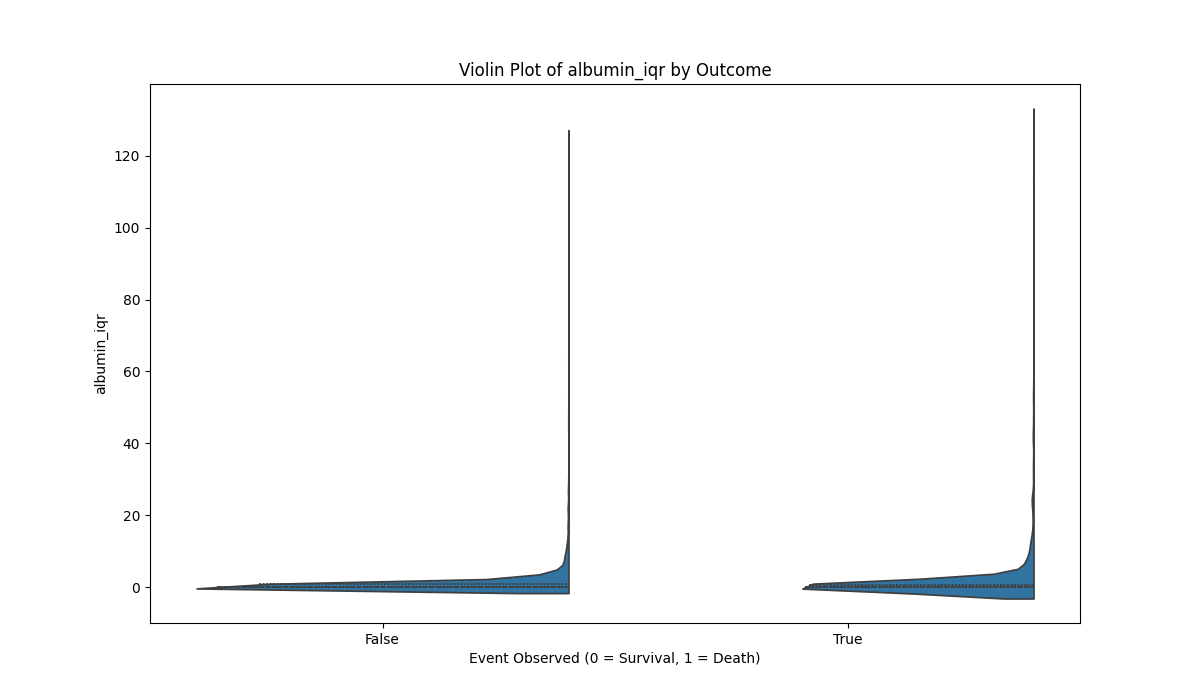 Violin Plot of albumin_iqr by Outcome
120
100
80
60
40
20
0
albumin_iqr
False
True
Event Observed (0 = Survival, 1 = Death)